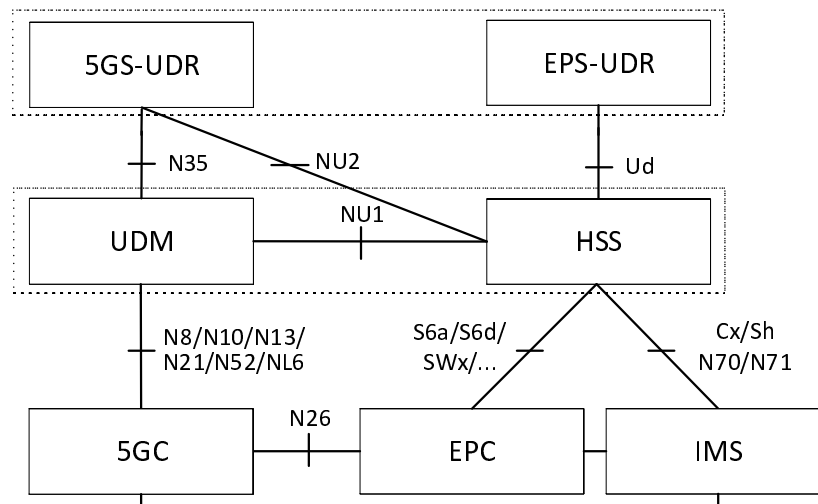 5GS-UDR
EPS-UDR
N35
NU2
Ud
NU1
UDM
HSS
N8/N10/N13/
N21/N52/NL6
S6a/S6d/
SWx/...
Cx/Sh
N70/N71
N26
5GC
EPC
IMS